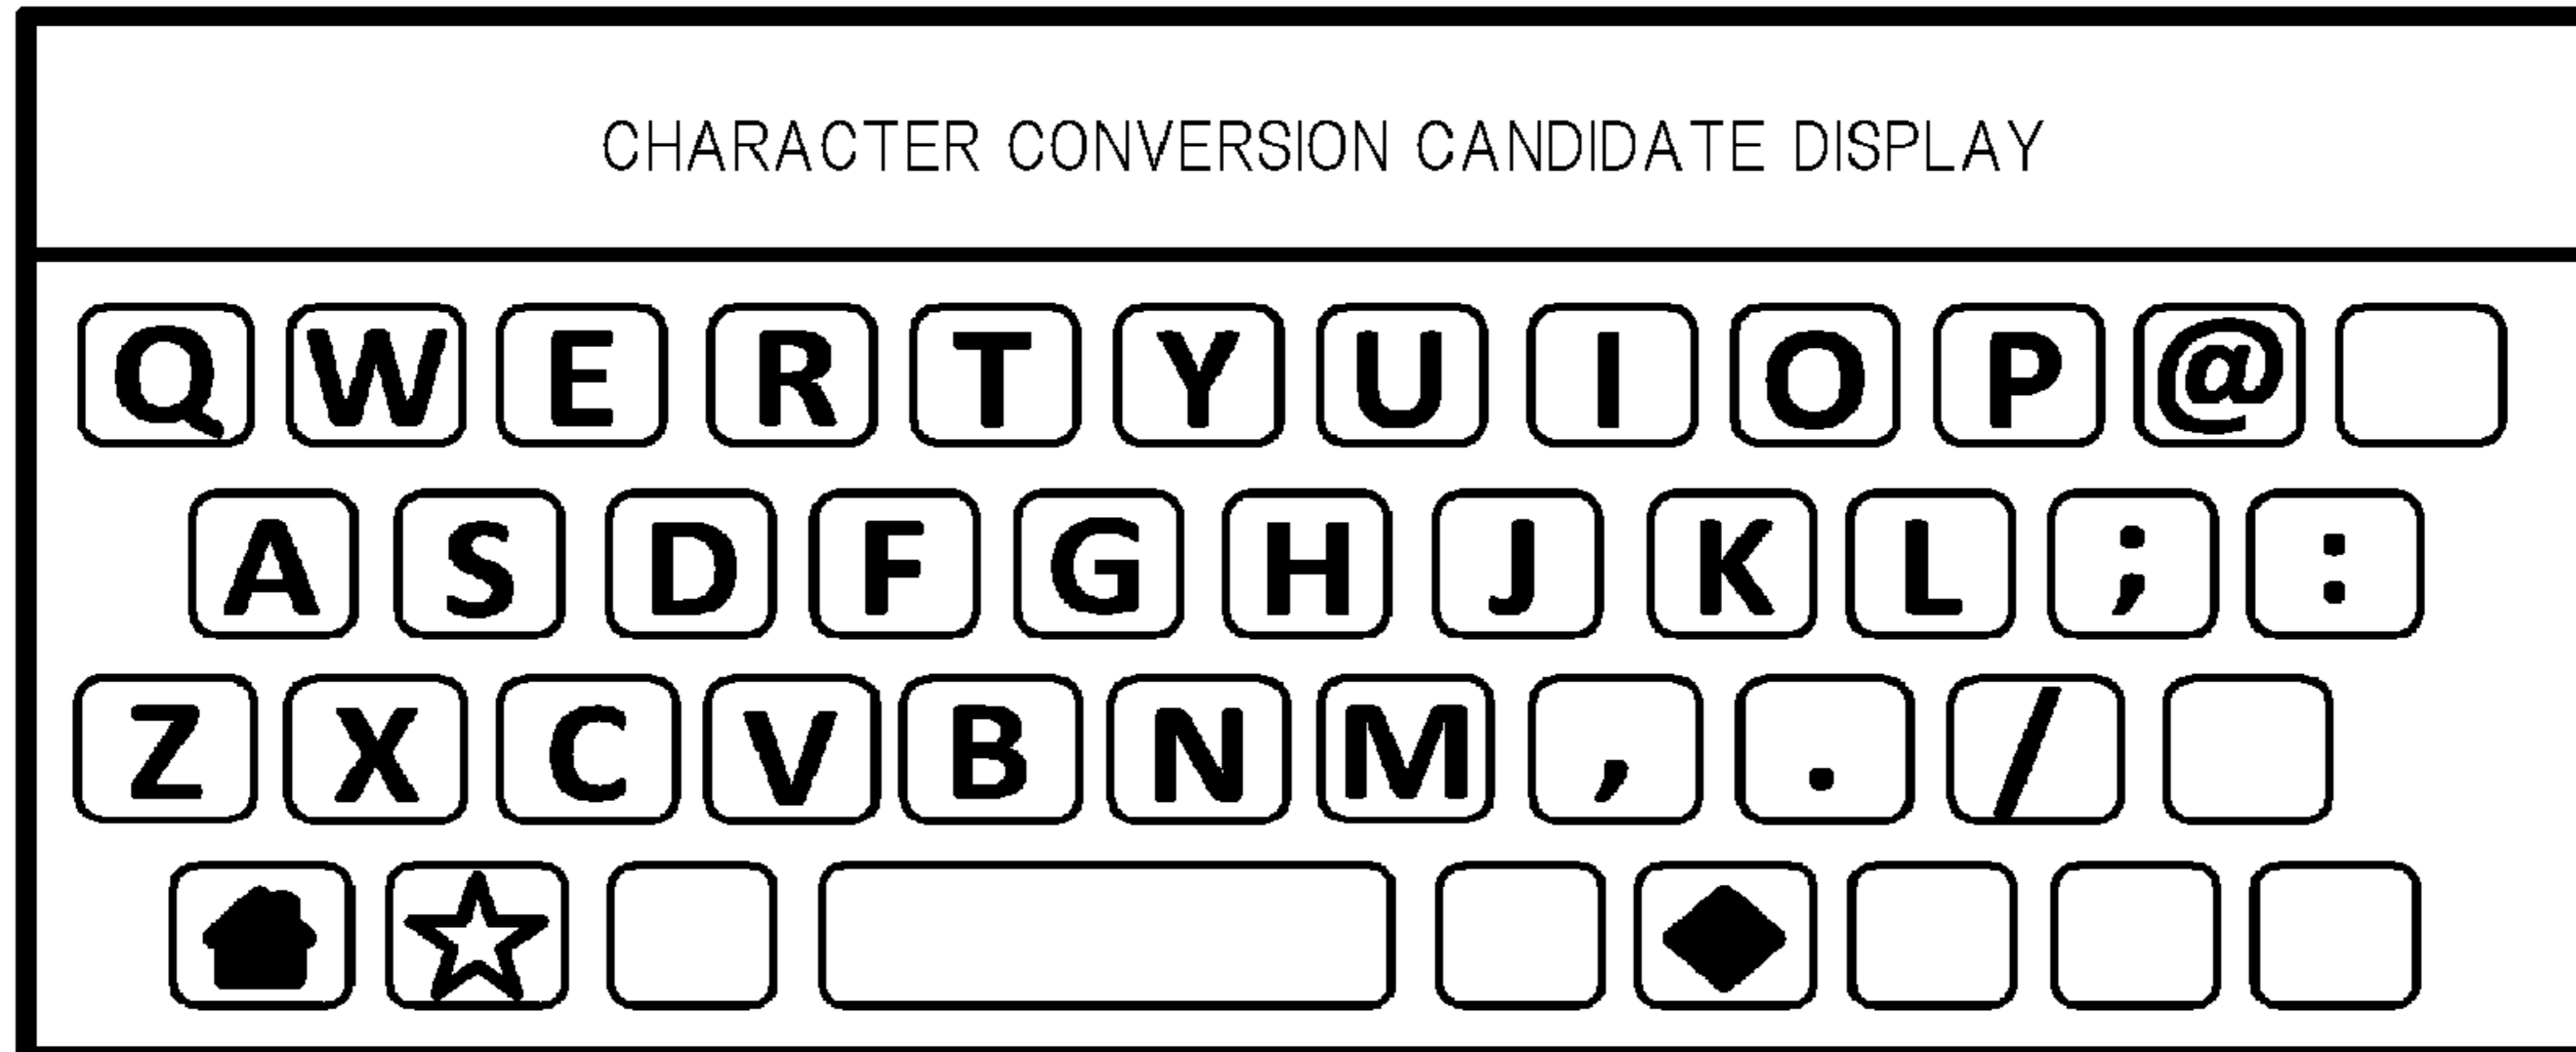 CHARACTER CONVERSION CANDIDATE DISPLAY
Q W E R T Y U I O P @
A S D F G H J K L ; :
Z X C V B N M , . /